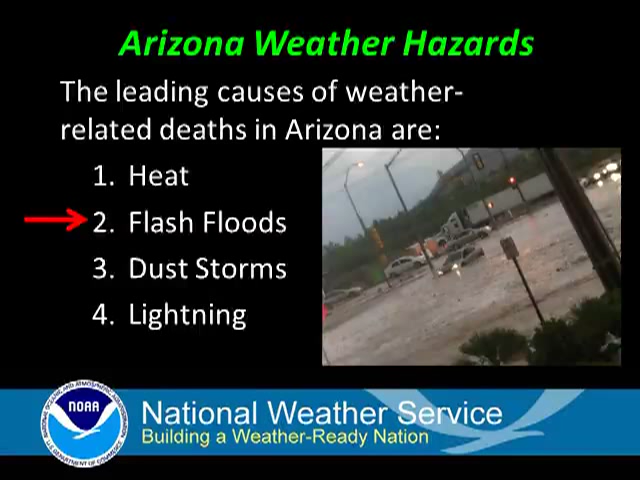 Arizona Weather Hazards
The leading causes of weather-
related deaths in Arizona are:
1. Heat
2. Flash Floods
3. Dust Storms
4. Lightning
NOAA
National Weather Service
Building a Weather-Ready Nation